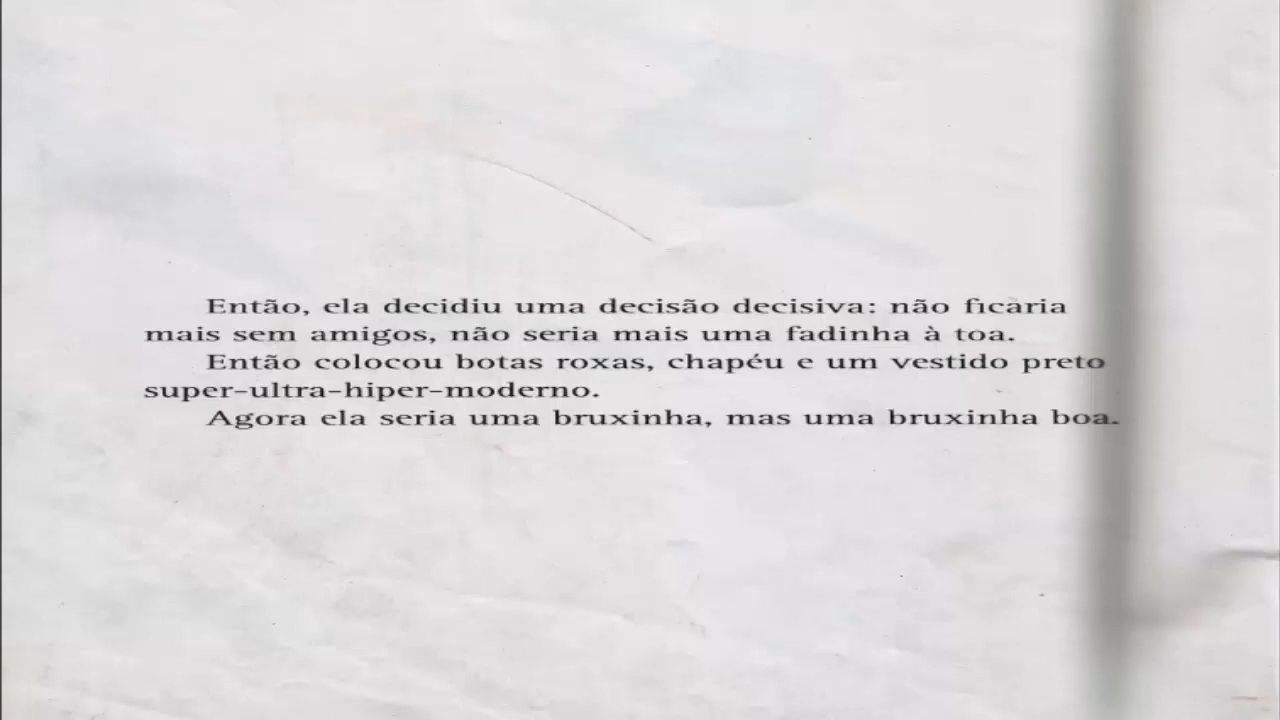 Então, ela decidiu uma decisão decisiva: não ficaria
mais sem amigos, não seria mais uma fadinha à toa.
Então colocou botas roxas, chapéu e um vestido preto
super-ultra-hiper-moderno.
Agora ela seria uma bruxinha, mas uma bruxinha boa.